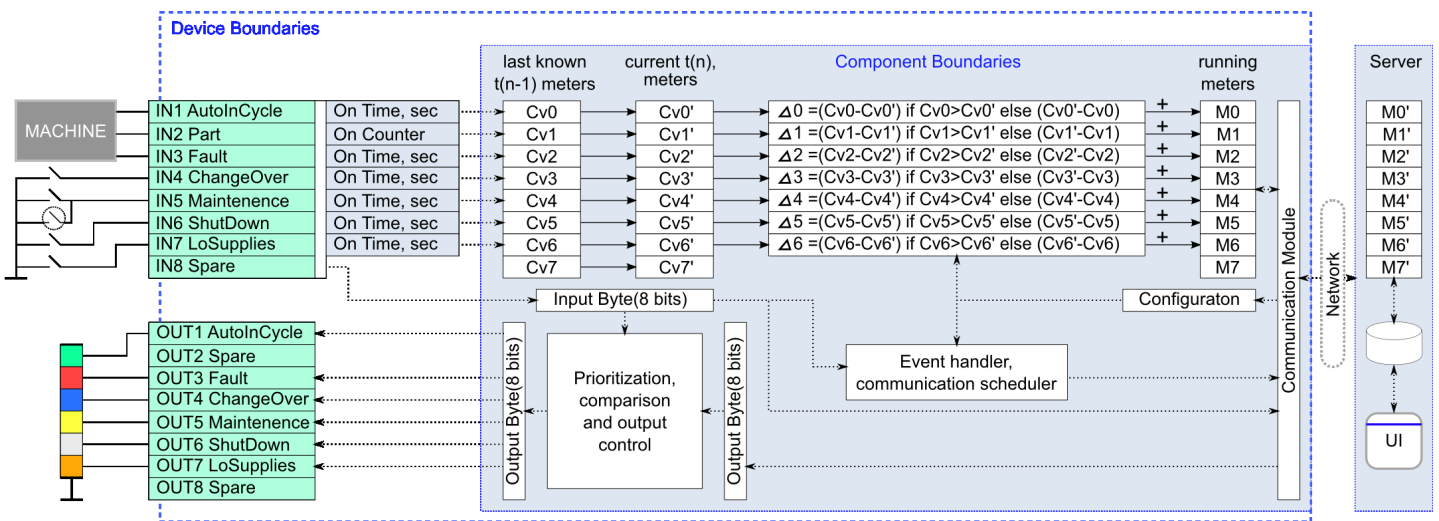 Device Boundaries
last known
t(n-1) meters
current t(n),
meters
Component Boundaries
running
meters
Server
MACHINE
IN1 AutoInCycle On Time, sec Cv0 Cv0' Δ0 =(Cv0-Cv0') if Cv0>Cv0' else (Cv0'-Cv0) + M0 M0'
IN2 Part On Counter Cv1 Cv1' Δ1 =(Cv1-Cv1') if Cv1>Cv1' else (Cv1'-Cv1) + M1 M1'
IN3 Fault On Time, sec Cv2 Cv2' Δ2 =(Cv2-Cv2') if Cv2>Cv2' else (Cv2'-Cv2) + M2 M2'
IN4 ChangeOver On Time, sec Cv3 Cv3' Δ3 =(Cv3-Cv3') if Cv3>Cv3' else (Cv3'-Cv3) + M3 M3'
IN5 Maintenence On Time, sec Cv4 Cv4' Δ4 =(Cv4-Cv4') if Cv4>Cv4' else (Cv4'-Cv4) + M4 M4'
IN6 ShutDown On Time, sec Cv5 Cv5' Δ5 =(Cv5-Cv5') if Cv5>Cv5' else (Cv5'-Cv5) + M5 M5'
IN7 LoSupplies On Time, sec Cv6 Cv6' Δ6 =(Cv6-Cv6') if Cv6>Cv6' else (Cv6'-Cv6) + M6 M6'
IN8 Spare Cv7 Cv7' M7 M7'
Input Byte(8 bits)
Configuraton
Communication Module
Network
OUT1 AutoInCycle
OUT2 Spare
OUT3 Fault
OUT4 ChangeOver
OUT5 Maintenence
OUT6 ShutDown
OUT7 LoSupplies
OUT8 Spare
Output Byte(8 bits)
Prioritization,
comparison
and output
control
Output Byte(8 bits)
Event handler,
communication scheduler
UI